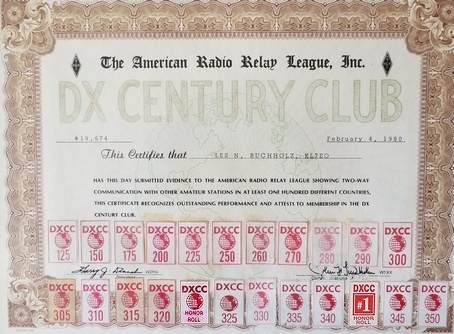 The American Radio Relay League, Inc.
DX CENTURY CLUB
#19,674 February 4, 1980
This Certifies that LES N. BUCHHOLZ,
HAS THIS DAY SUBMITTED EVIDENCE TO THE AMERICAN RADIO RELAY LEAGUE SHOWING TWO-WAY
COMMUNICATION WITH OTHER AMATEUR STATIONS IN AT LEAST ONE HUNDRED DIFFERENT COUNTRIES,
THIS CERTIFICATE RECOGNIZES OUTSTANDING PERFORMANCE AND ATTESTS TO MEMBERSHIP IN THE DX
CENTURY CLUB.
DXCC DXCC DXCC DXCC DXCC DXCC DXCC DXCC DXCC DXCC
125 150 175 200 225 250 270 280 290 300
DXCC DXCC DXCC DXCC DXCC DXCC DXCC DXCC DXCC DXCC DXCC
#1
305 310 315 320 HONOR ROLL 325 330 335 340 HONOR ROLL 345 350